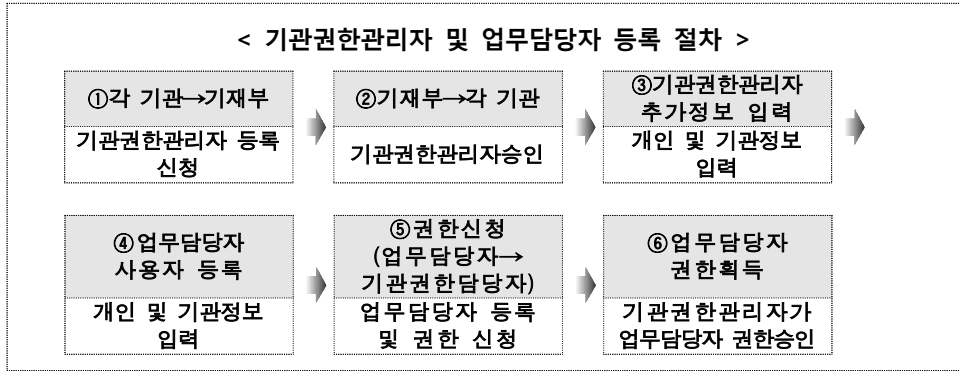 < 기관권한관리자 및 업무담당자 등록 절차 >
①각 기관→기재부
기관권한관리자 등록
신청
②기재부→각 기관
기관권한관리자승인
③기관권한관리자
추가정보 입력
개인 및 기관정보
입력
④업무담당자
사용자 등록
개인 및 기관정보
입력
⑤권한신청
(업무담당자→
기관권한담당자)
업무담당자 등록
및 권한 신청
⑥업무담당자
권한획득
기관권한관리자가
업무담당자 권한승인